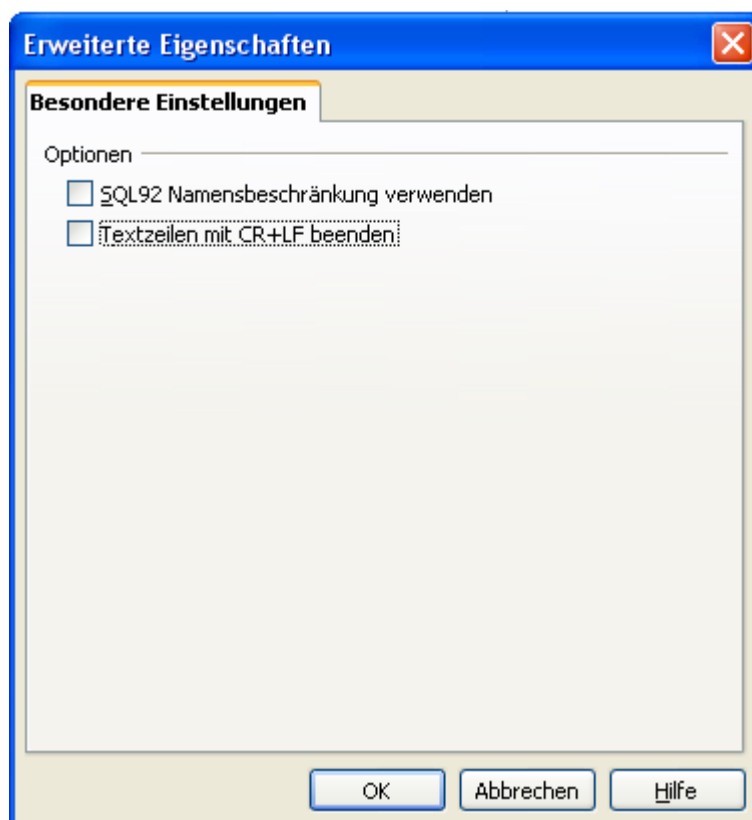 Erweiterte Eigenschaften
Besondere Einstellungen
Optionen
SQL92 Namensbeschränkung verwenden
Textzeilen mit CR+LF beenden
OK Abbrechen Hilfe